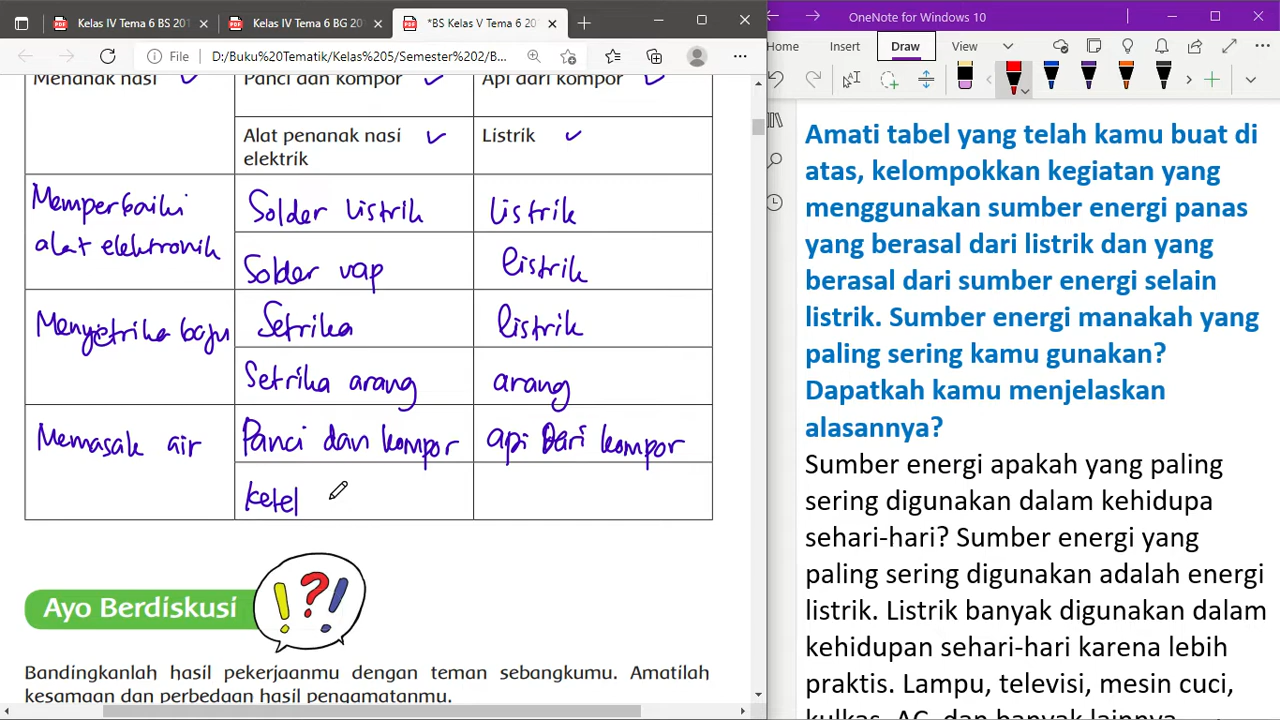 Kelas IV Tema 6 BS 201
Kelas IV Tema 6 BG 201
*BS Kelas V Tema 6 201
File
D:/Buku%20Tematik/Kelas%205/Semester%202/B...
OneNote for Windows 10
Home Insert Draw View
Menanak nasi ✓ Panci dan kompor ✓ Api dari kompor ✓
Alat penanak nasi ✓ Listrik ✓
elektrik
Memperbaiki Solder listrik listrik
alat elektronik
Solder uap listrik
Menyetrika baju Setrika listrik
Setrika arang arang
Memasak air Panci dan kompor api Dari kompor
ketel
!?!
Ayo Berdiskusi
Bandingkanlah hasil pekerjaanmu dengan teman sebangkumu. Amatilah
kesamaan dan perbedaan hasil pengamatanmu.
Amati tabel yang telah kamu buat di
atas, kelompokkan kegiatan yang
menggunakan sumber energi panas
yang berasal dari listrik dan yang
berasal dari sumber energi selain
listrik. Sumber energi manakah yang
paling sering kamu gunakan?
Dapatkah kamu menjelaskan
alasannya?
Sumber energi apakah yang paling
sering digunakan dalam kehidupa
sehari-hari? Sumber energi yang
paling sering digunakan adalah energi
listrik. Listrik banyak digunakan dalam
kehidupan sehari-hari karena lebih
praktis. Lampu, televisi, mesin cuci,
kulkas, AC, dan banyak lainnya